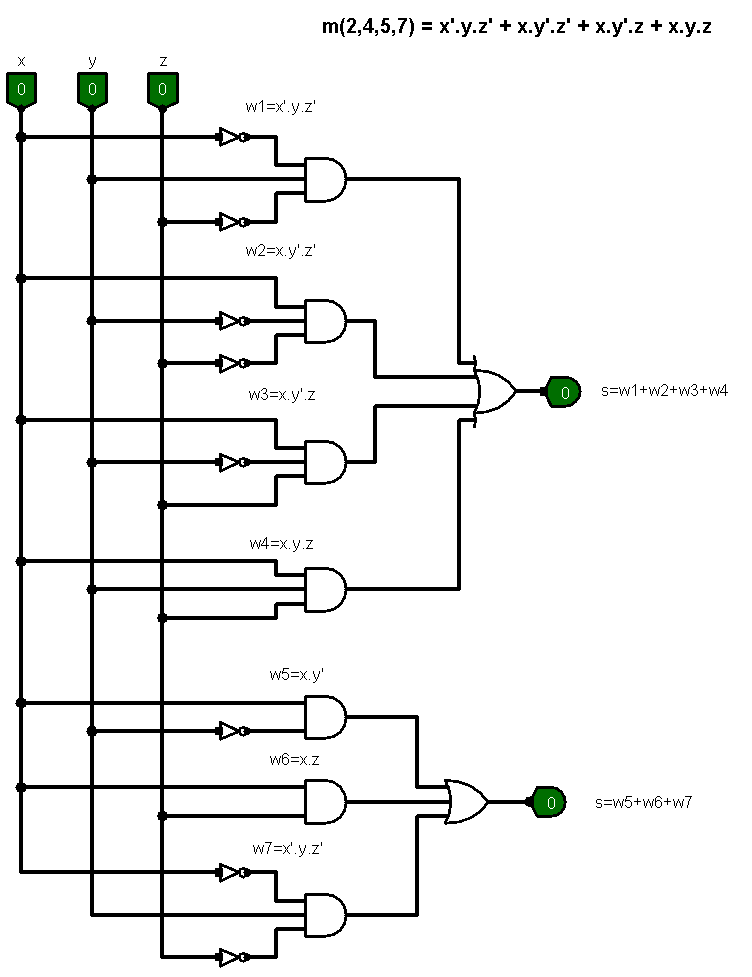 m(2,4,5,7) = x'.y.z' + x.y'.z' + x.y'.z + x.y.z
x y z
0 0 0
w1=x'.y.z'
w2=x.y'.z'
w3=x.y'.z
0 s=w1+w2+w3+w4
w4=x.y.z
w5=x.y'
w6=x.z
0 s=w5+w6+w7
w7=x'.y.z'